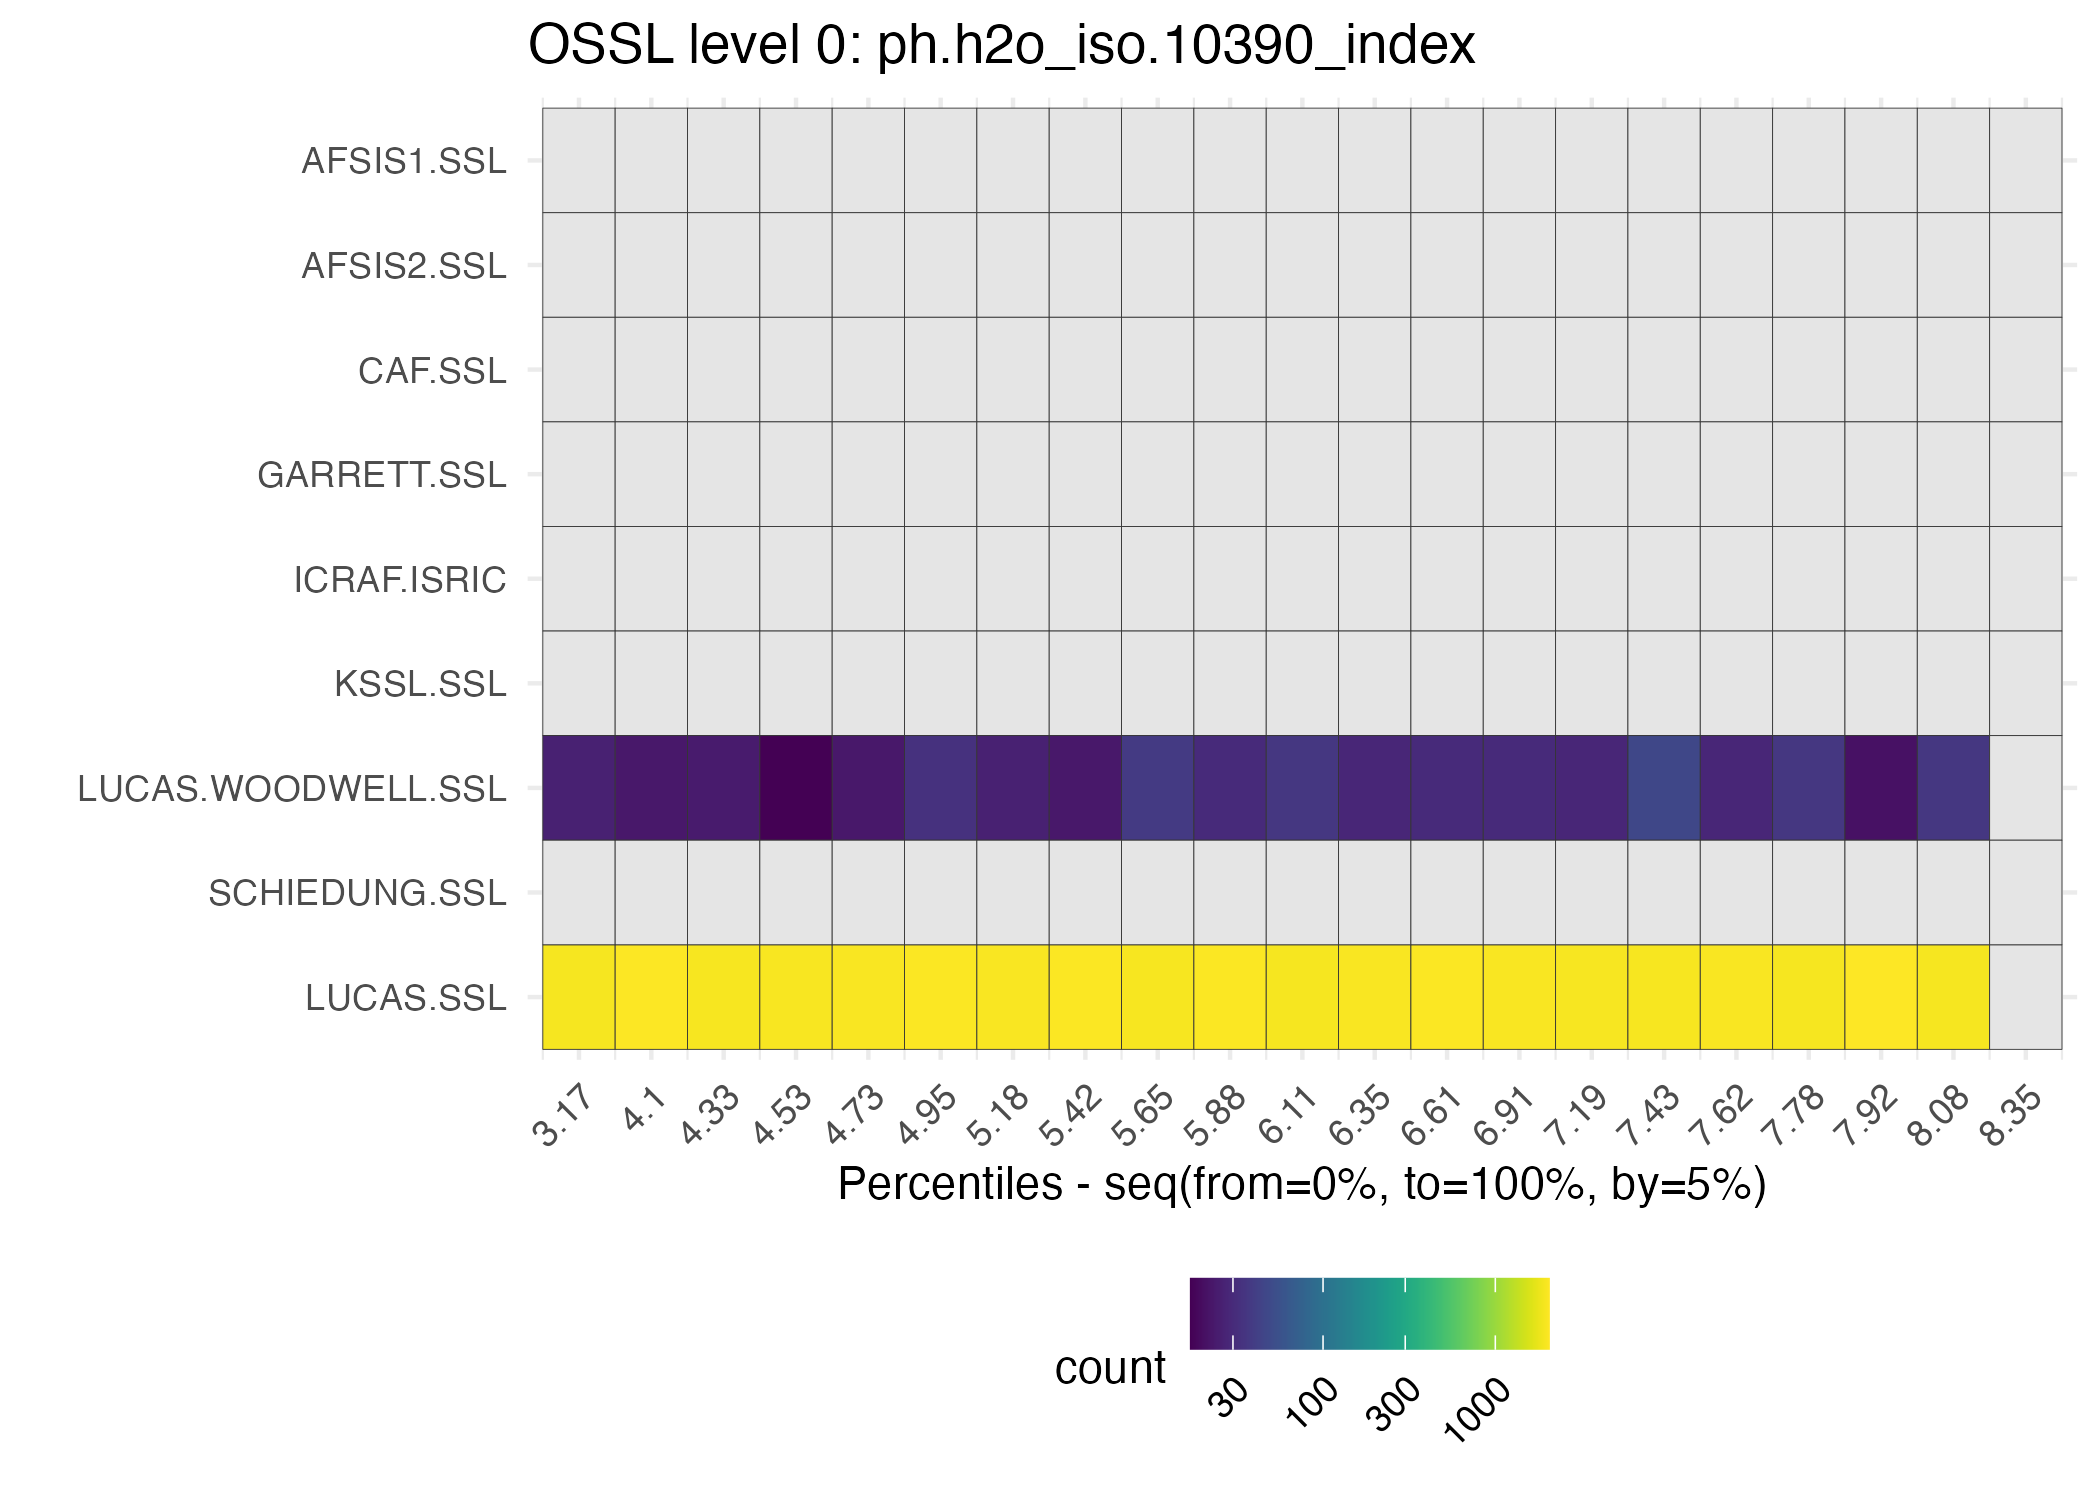 OSSL level 0: ph.h2o_iso.10390_index
AFSIS1.SSL
AFSIS2.SSL
CAF.SSL
GARRETT.SSL
ICRAF.ISRIC
KSSL.SSL
LUCAS.WOODWELL.SSL
SCHIEDUNG.SSL
LUCAS.SSL
3.17 4.1 4.33 4.53 4.73 4.95 5.18 5.42 5.65 5.88 6.11 6.35 6.61 6.91 7.19 7.43 7.62 7.78 7.92 8.08 8.35
Percentiles - seq(from=0%, to=100%, by=5%)
count
30 100 300 1000